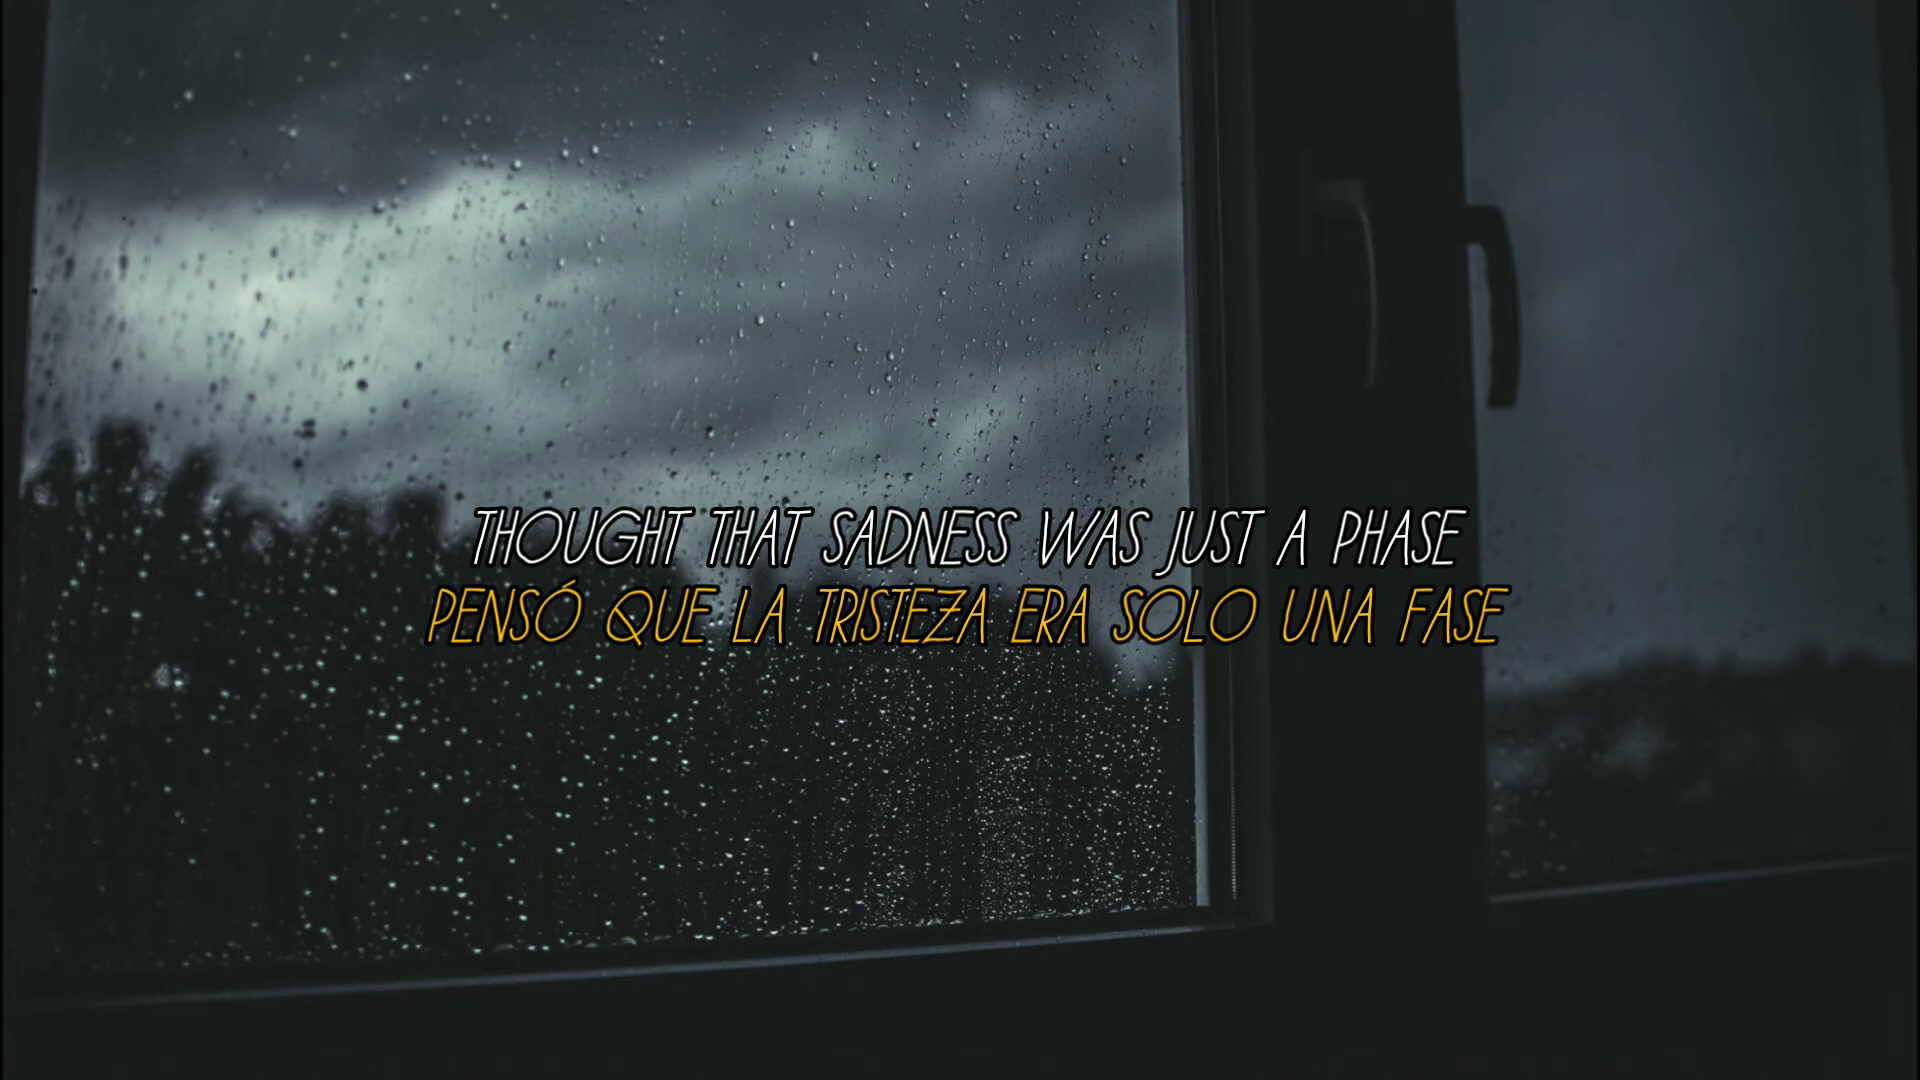 THOUGHT THAT SADNESS WAS JUST A PHASE
PENSÓ QUE LA TRISTEZA ERA SOLO UNA FASE